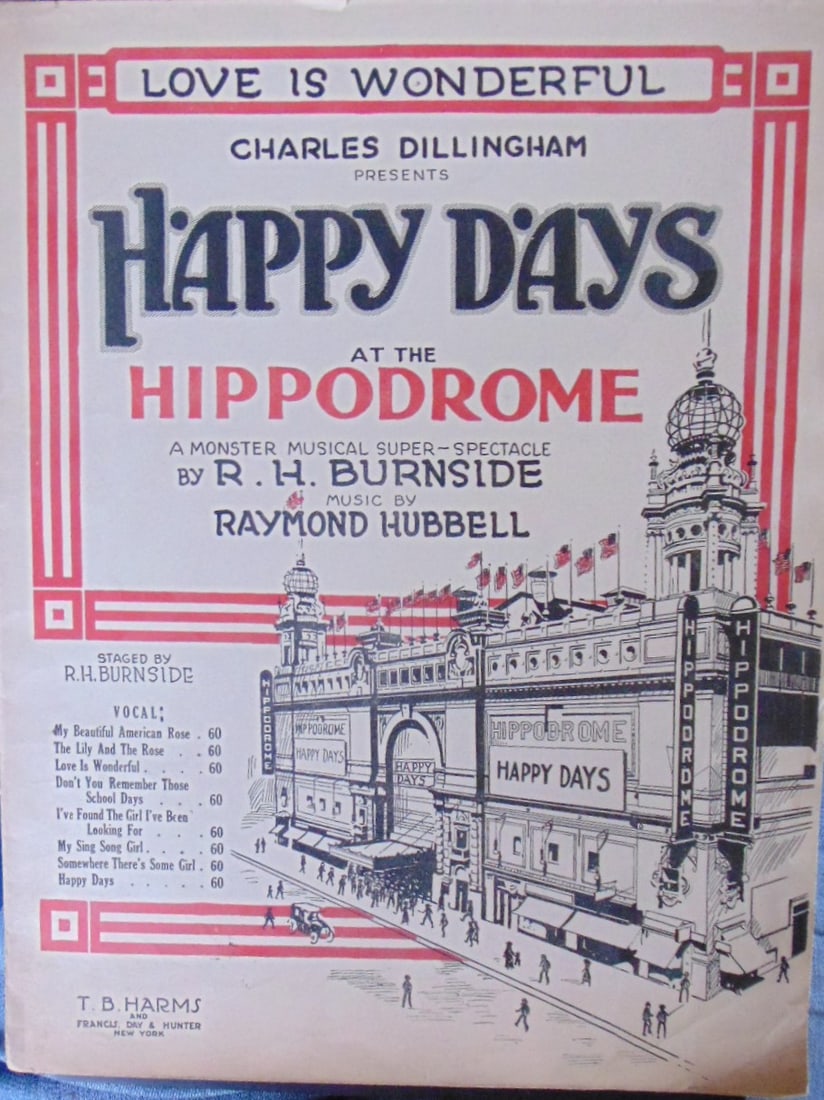 LOVE IS WONDERFUL
CHARLES DILLINGHAM
PRESENTS
HAPPY DAYS
AT THE
HIPPODROME
A MONSTER MUSICAL SUPER-SPECTACLE
BY R. H. BURNSIDE
MUSIC BY
RAYMOND HUBBELL
STAGED BY
R.H. BURNSIDE
VOCAL:
My Beautiful American Rose . 60
The Lily And The Rose . . 60
Love Is Wonderful . . . . 60
Don't You Remember Those
School Days . . . . 60
I've Found The Girl I've Been
Looking For . . . . 60
My Sing Song Girl . . . . 60
Somewhere There's Some Girl . 60
Happy Days . . . . . 60
HIPPODROME
HIPPODROME
HAPPY DAYS
HAPPY
DAYS
HIPPODROME
HAPPY DAYS
HIPPODROME
HIPPODROME
T. B. HARMS
AND
FRANCIS, DAY & HUNTER
NEW YORK